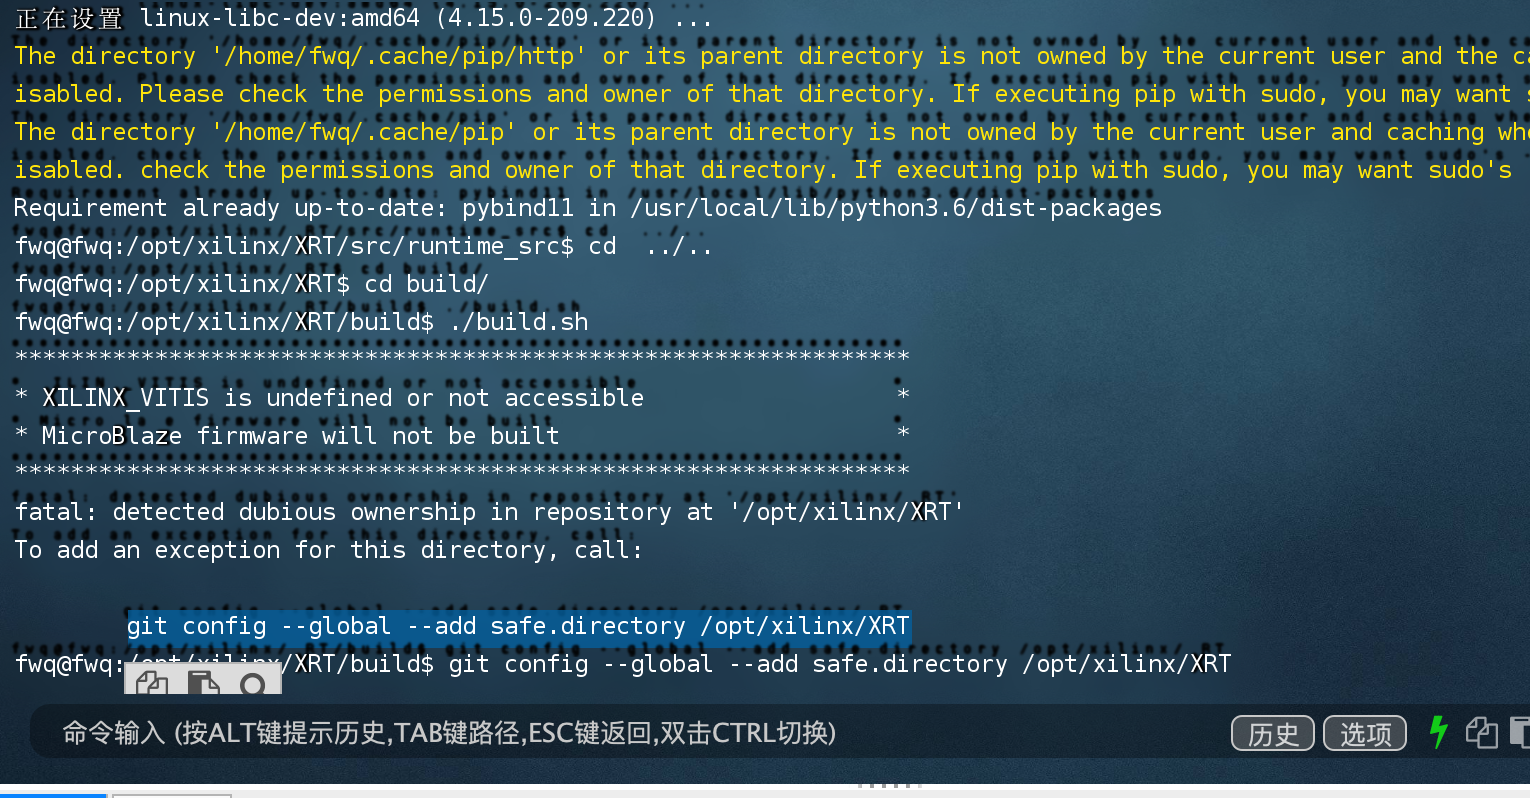 正在设置 linux-libc-dev:amd64 (4.15.0-209.220) ...
The directory '/home/fwq/.cache/pip/http' or its parent directory is not owned by the current user and the
isabled. Please check the permissions and owner of that directory. If executing pip with sudo, you may want
The directory '/home/fwq/.cache/pip' or its parent directory is not owned by the current user and caching
isabled. check the permissions and owner of that directory. If executing pip with sudo, you may want sudo's
Requirement already up-to-date: pybind11 in /usr/local/lib/python3.6/dist-packages
fwq@fwq:/opt/xilinx/XRT/src/runtime_src$ cd  ../..
fwq@fwq:/opt/xilinx/XRT$ cd build/
fwq@fwq:/opt/xilinx/XRT/build$ ./build.sh
****************************************************************
* XILINX_VITIS is undefined or not accessible                  *
* MicroBlaze firmware will not be built                        *
****************************************************************
fatal: detected dubious ownership in repository at '/opt/xilinx/XRT'
To add an exception for this directory, call:
git config --global --add safe.directory /opt/xilinx/XRT
fwq@fwq:/opt/xilinx/XRT/build$ git config --global --add safe.directory /opt/xilinx/XRT
命令输入 (按ALT键提示历史,TAB键路径,ESC键返回,双击CTRL切换) 历史 选项